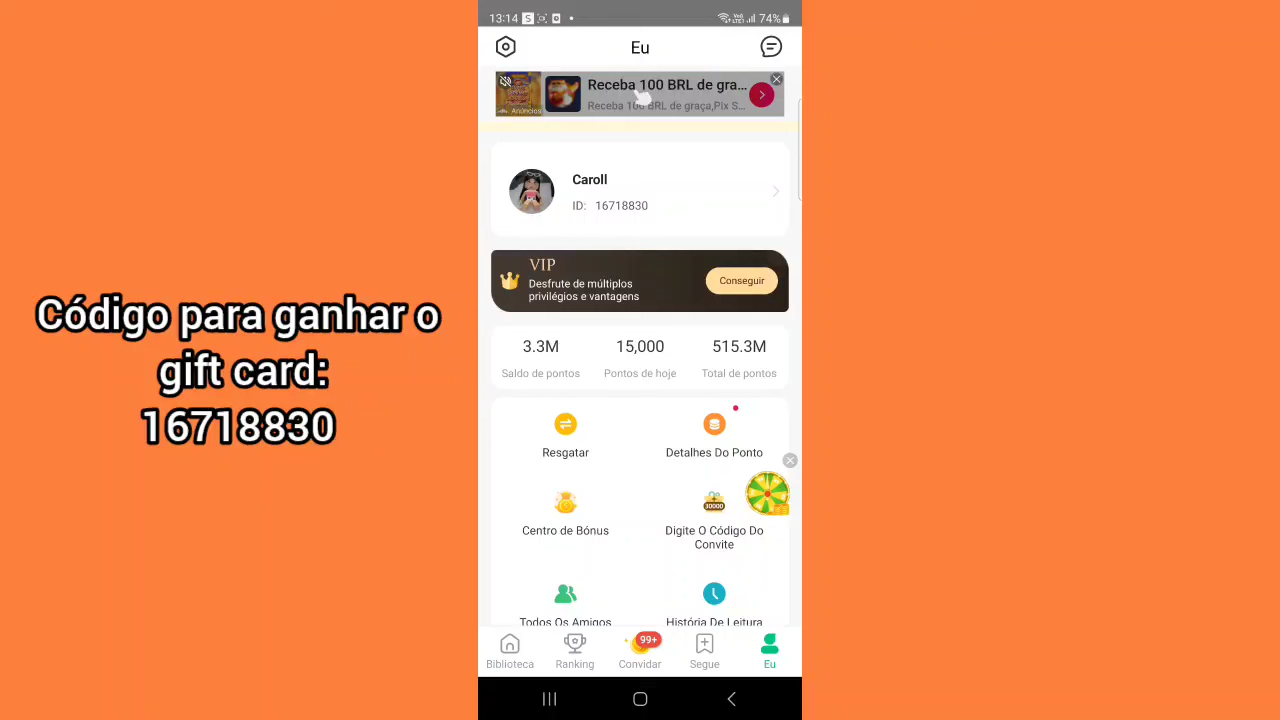 13:14
74%
Eu
Receba 100 BRL de gra...
Receba 100 BRL de graça,Pix S...
Anúncios
Caroll
ID: 16718830
VIP
Desfrute de múltiplos
privilégios e vantagens
Conseguir
3.3M
15,000
515.3M
Saldo de pontos
Pontos de hoje
Total de pontos
Código para ganhar o
gift card:
16718830
Resgatar
Detalhes Do Ponto
30000
Centro de Bónus
Digite O Código Do
Convite
Todos Os Amigos
História De Leitura
99+
Biblioteca
Ranking
Convidar
Segue
Eu